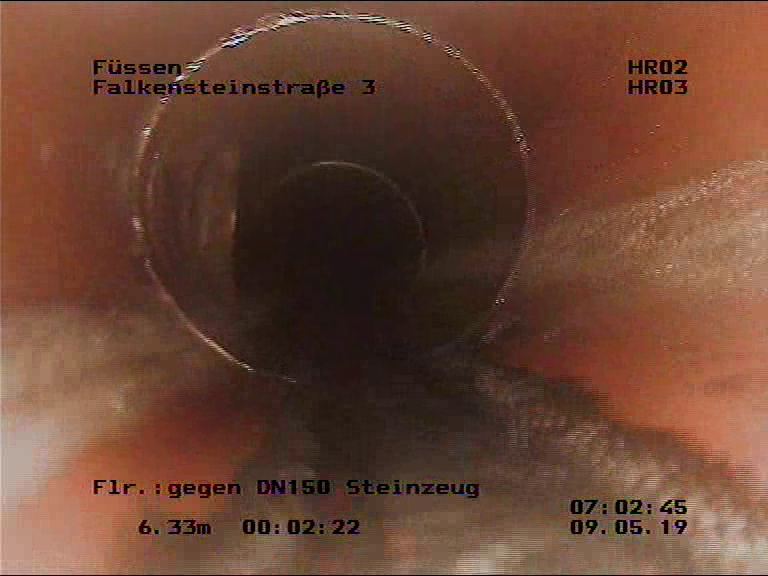 Füssen HR02
Falkensteinstraße 3 HR03
Flr.:gegen DN150 Steinzeug
07:02:45
6.33m 00:02:22 09.05.19